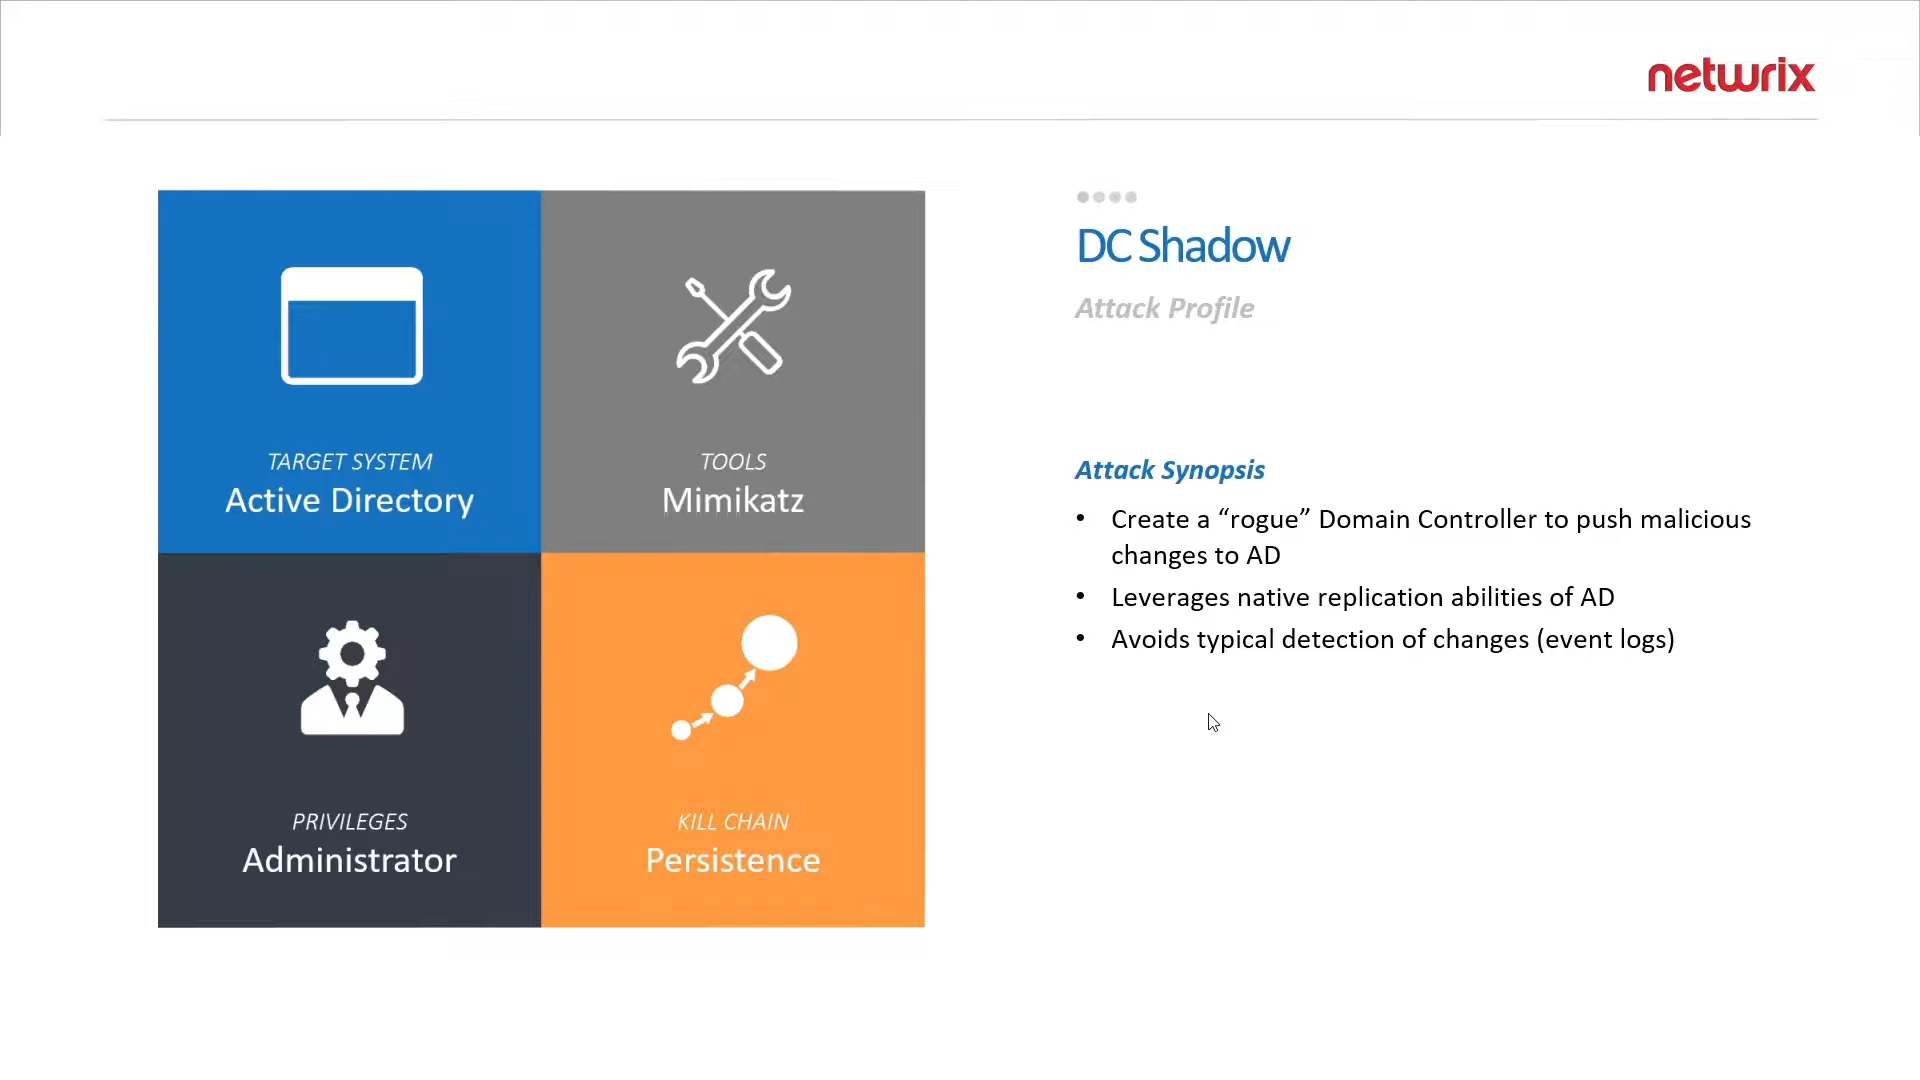 netwrix
TARGET SYSTEM
Active Directory
TOOLS
Mimikatz
PRIVILEGES
Administrator
KILL CHAIN
Persistence
DC Shadow
Attack Profile
Attack Synopsis
• Create a “rogue” Domain Controller to push malicious
changes to AD
• Leverages native replication abilities of AD
• Avoids typical detection of changes (event logs)